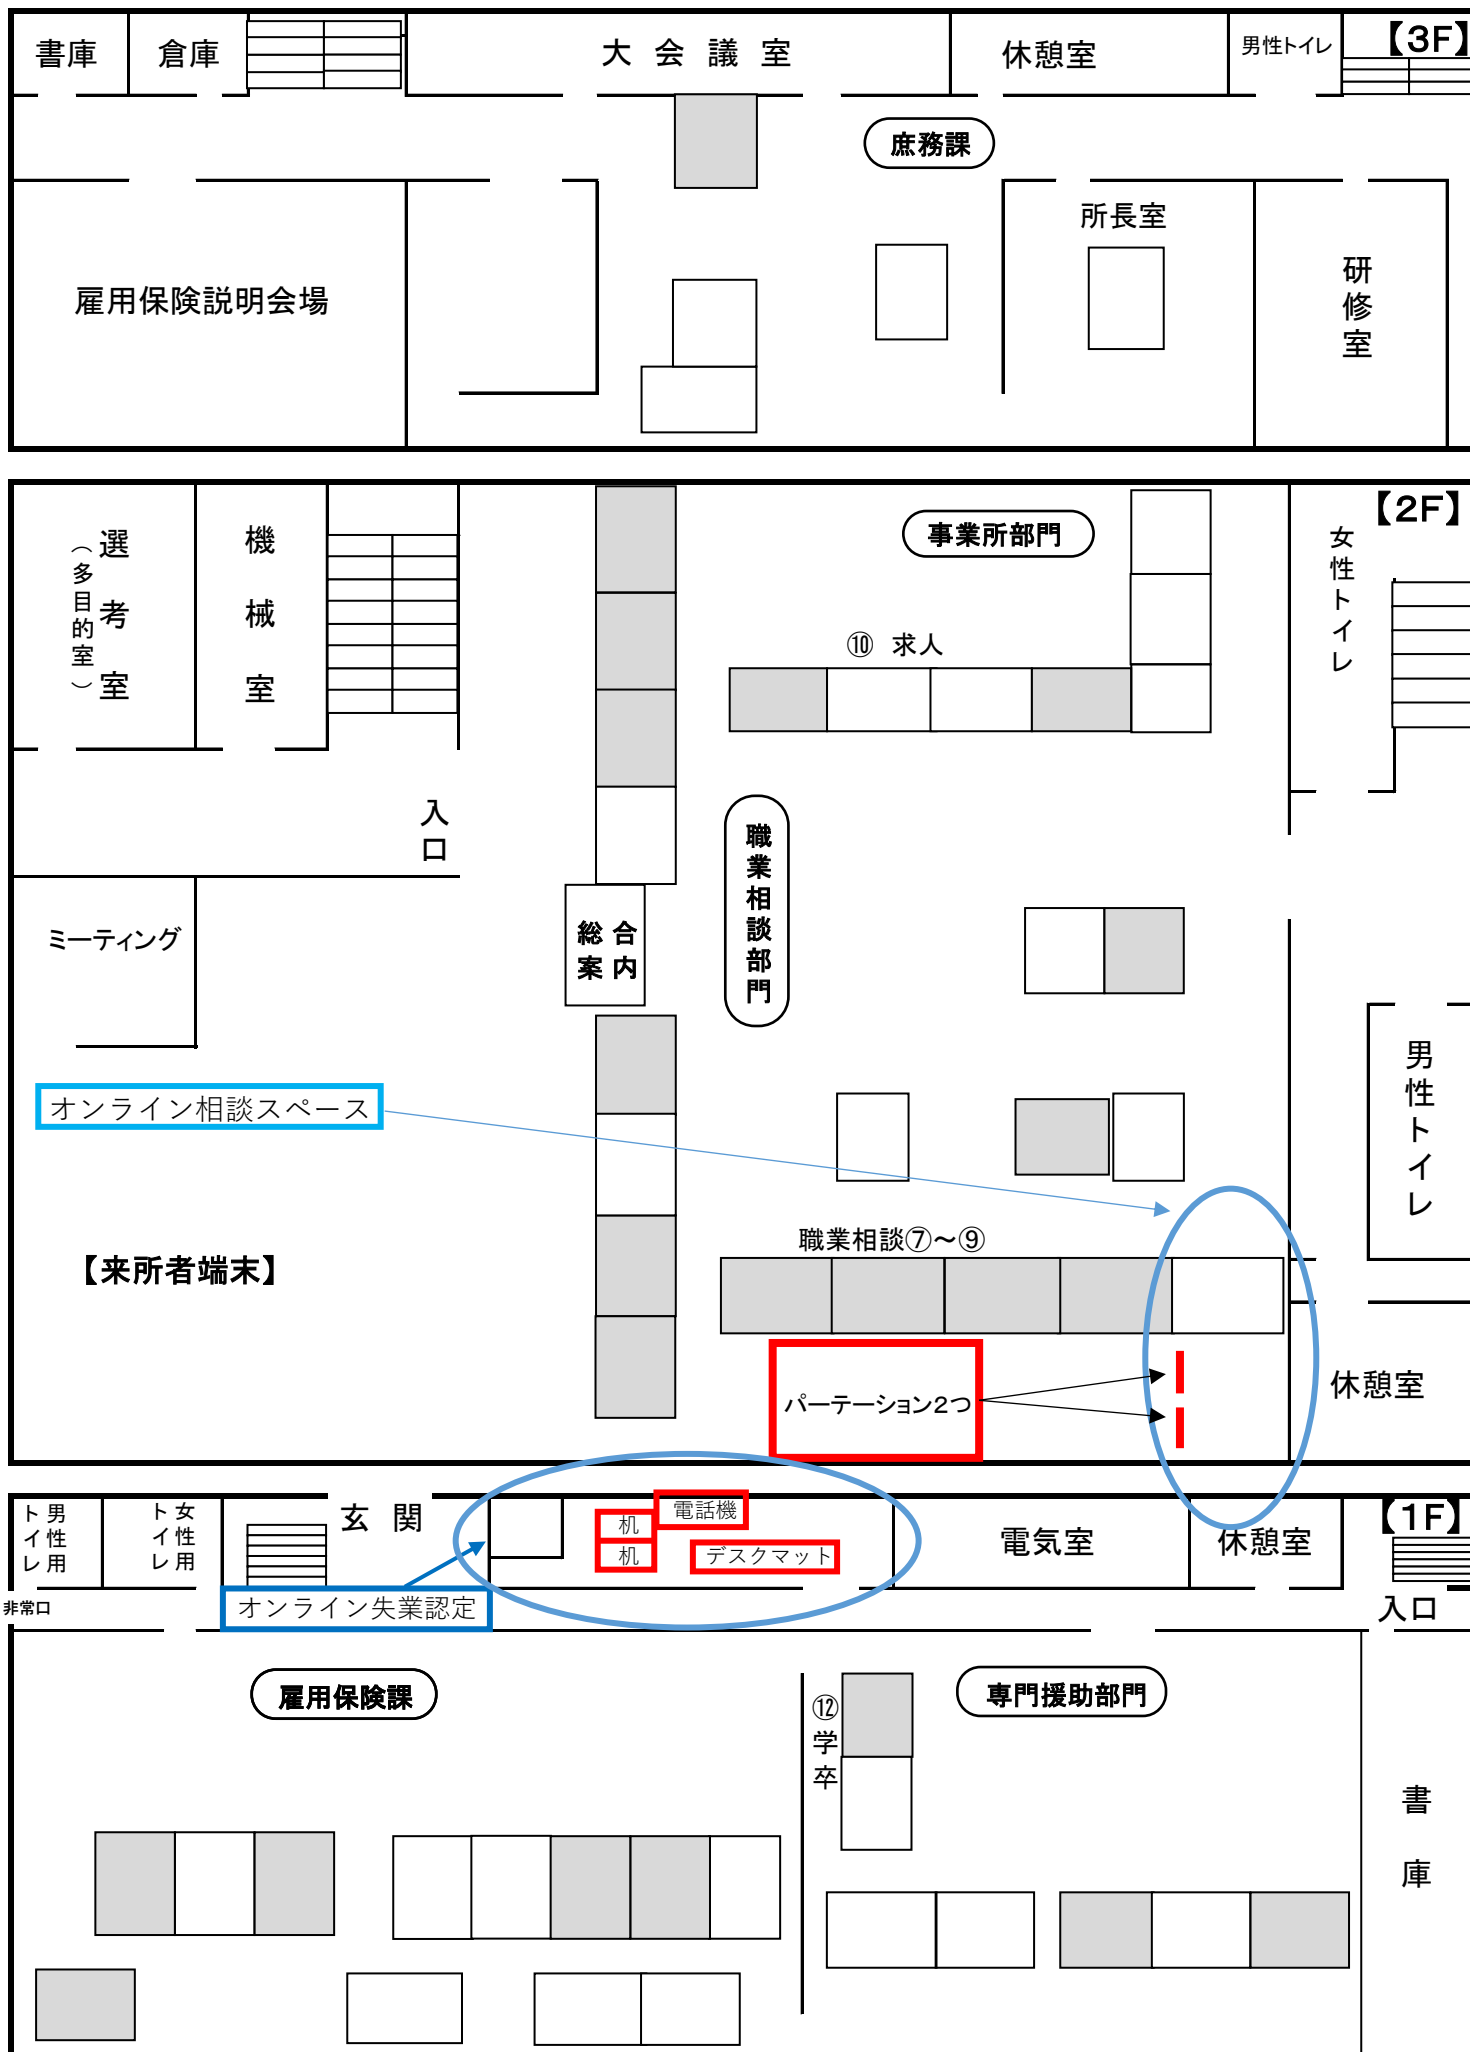 書庫
倉庫
大会議室
休憩室
男性トイレ
【3F】
庶務課
所長室
雇用保険説明会場
研修室
【2F】
選考室
（多目的室）
機械室
事業所部門
女性トイレ
⑩ 求人
入口
職業相談部門
総合
案内
ミーティング
男性トイレ
オンライン相談スペース
職業相談⑦～⑨
【来所者端末】
パーテーション2つ
休憩室
【1F】
男性用
トイレ
女性用
トイレ
玄関
電話機
机
机
デスクマット
電気室
休憩室
非常口
オンライン失業認定
入口
雇用保険課
⑫学卒
専門援助部門
書庫